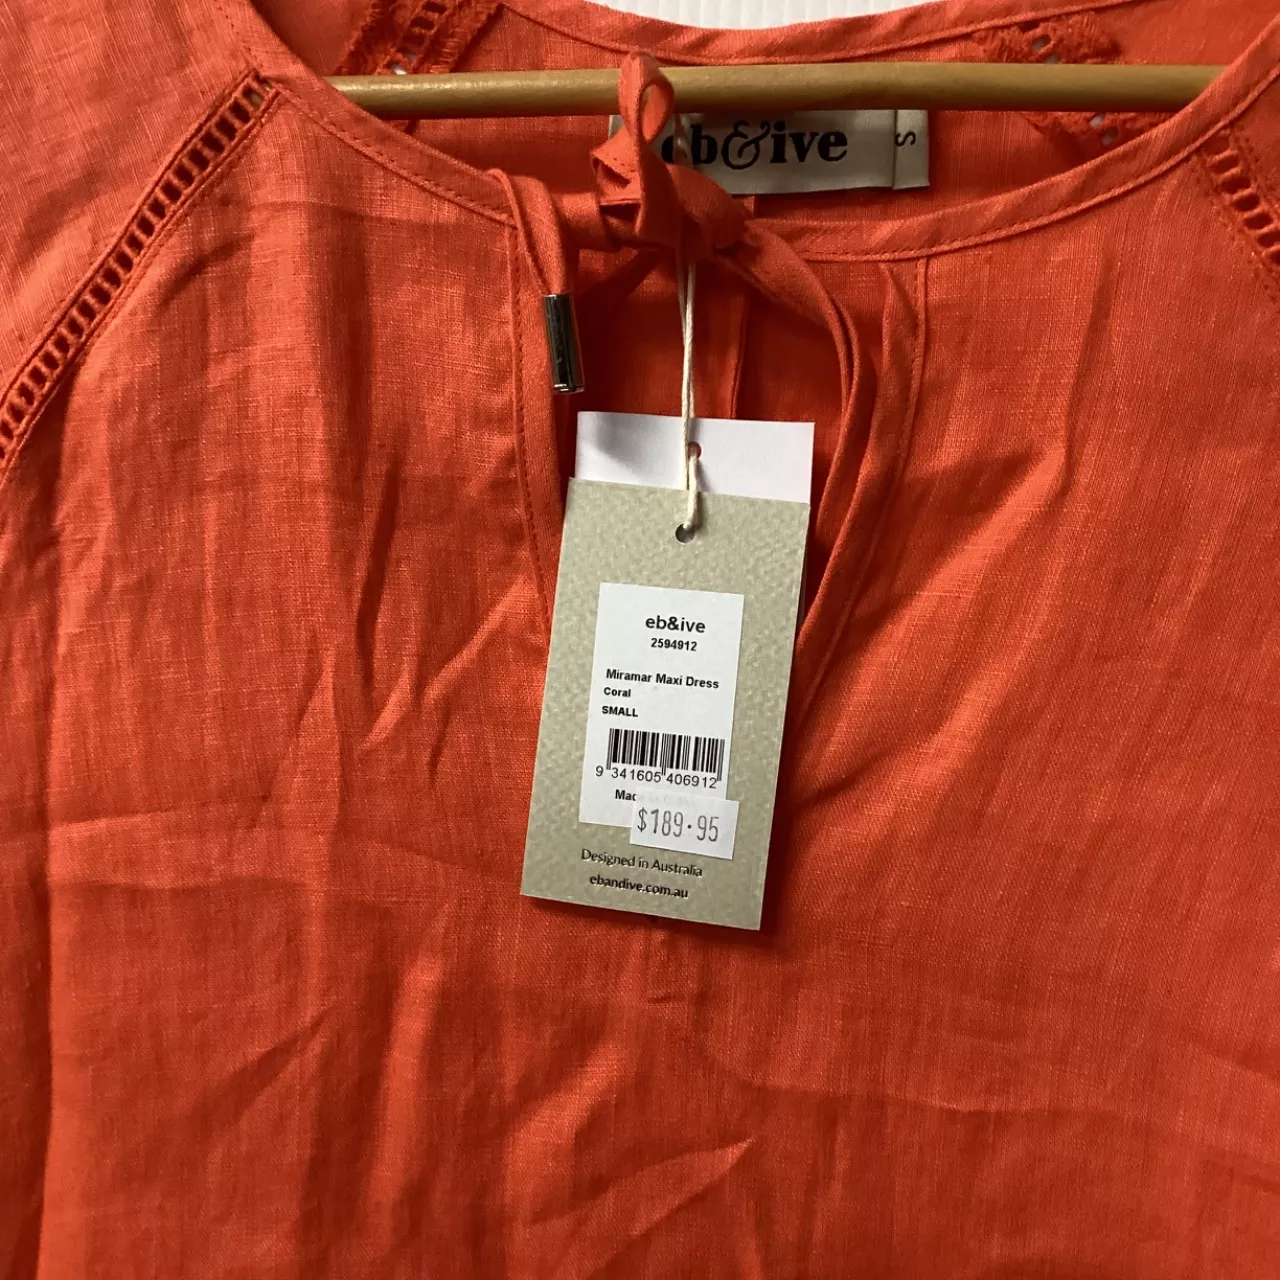 eb&ive
S
eb&ive
2594912
Miramar Maxi Dress
Coral
SMALL
9 341605 406912
$189.95
Designed in Australia
ebandive.com.au